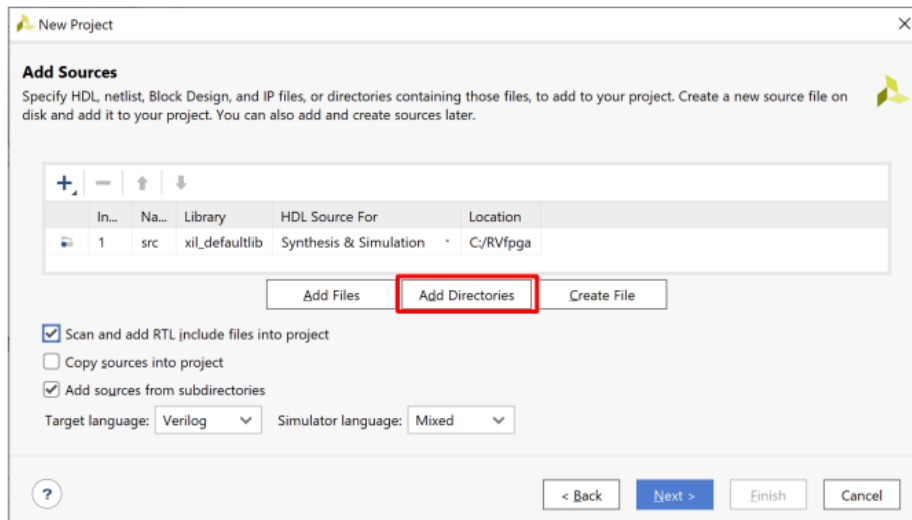 New Project
Add Sources
Specify HDL, netlist, Block Design, and IP files, or directories containing those files, to add to your project. Create a new source file on
disk and add it to your project. You can also add and create sources later.
In... Na... Library HDL Source For Location
1 src xil_defaultlib Synthesis & Simulation C:/RVfpga
Add Files Add Directories Create File
Scan and add RTL include files into project
Copy sources into project
Add sources from subdirectories
Target language: Verilog Simulator language: Mixed
? < Back Next > Finish Cancel